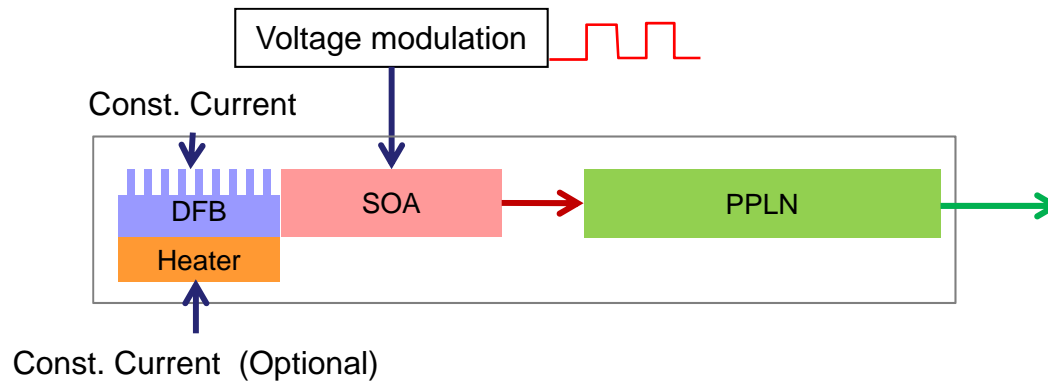 Voltage modulation
Const. Current
DFB
SOA
PPLN
Heater
Const. Current (Optional)